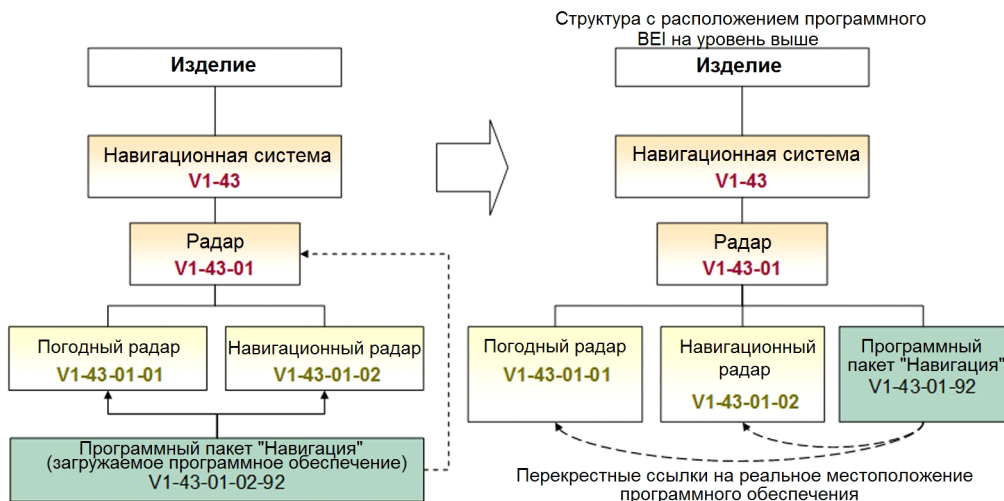 Изделие
Навигационная система
V1-43
Радар
V1-43-01
Погодный радар
V1-43-01-01
Навигационный радар
V1-43-01-02
Программный пакет "Навигация"
(загружаемое программное обеспечение)
V1-43-01-02-92
Структура с расположением программного
BEI на уровень выше
Изделие
Навигационная система
V1-43
Радар
V1-43-01
Погодный радар
V1-43-01-01
Навигационный
радар
V1-43-01-02
Программный
пакет "Навигация"
V1-43-01-92
Перекрестные ссылки на реальное местоположение
программного обеспечения